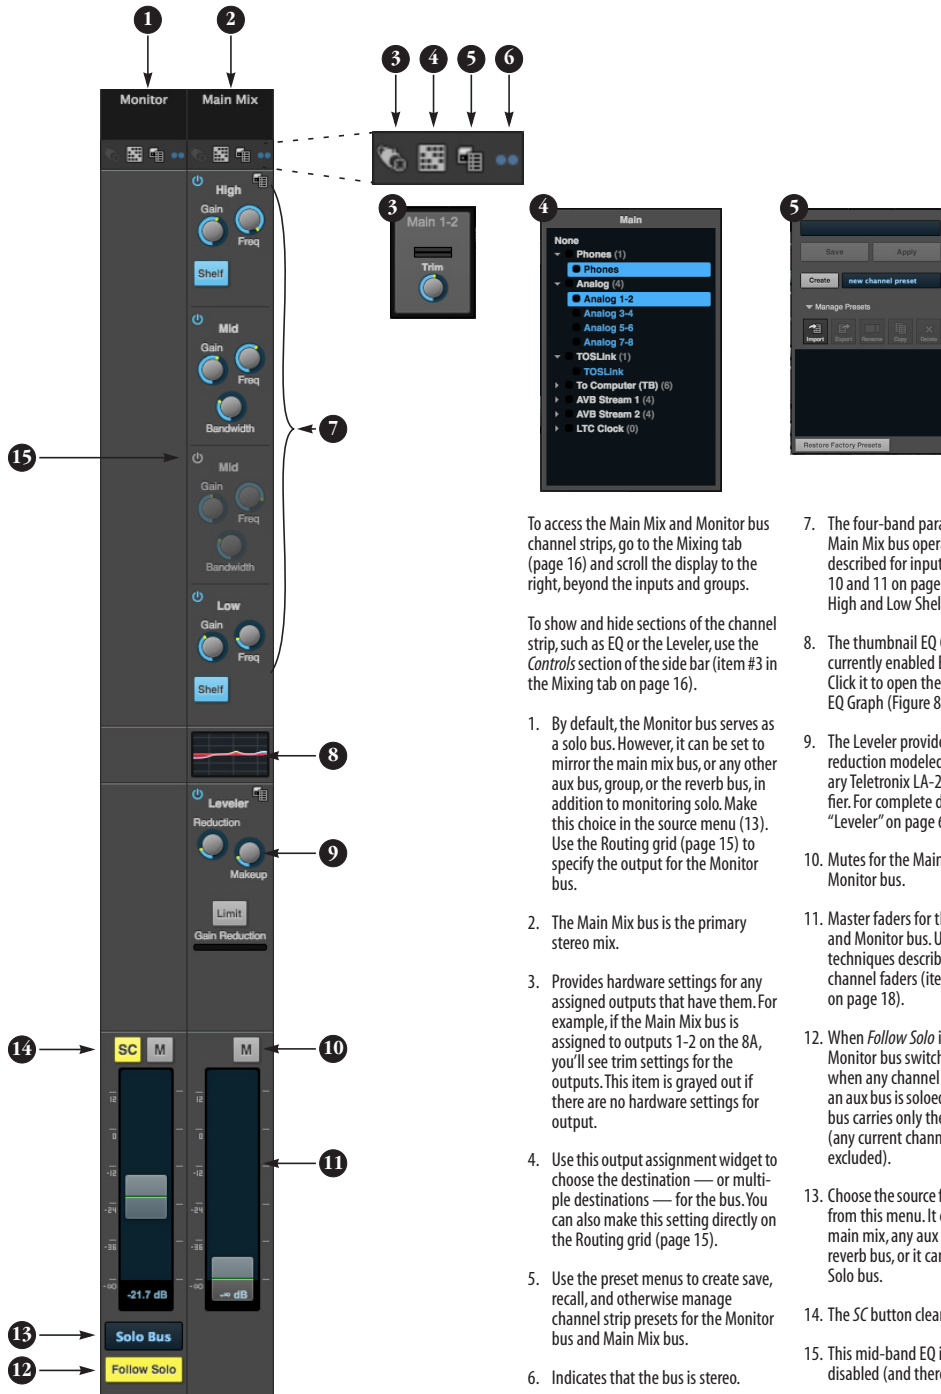 1
2
3
4
5
6
Monitor
Main Mix
High
Gain
Freq
Shelf
Mid
Gain
Freq
Bandwidth
Mid
Gain
Freq
Bandwidth
Low
Gain
Freq
Shelf
7
15
8
Leveler
Reduction
Makeup
Limit
Gain Reduction
9
14
SC
M
M
10
12
0
-12
-24
-36
-∞
12
0
-12
-24
-36
-∞
11
-21.7 dB
-∞ dB
13
Solo Bus
12
Follow Solo
3
Main 1-2
Trim
4
Main
None
Phones (1)
Phones
Analog (4)
Analog 1-2
Analog 3-4
Analog 5-6
Analog 7-8
TOSLink (1)
TOSLink
To Computer (TB) (6)
AVB Stream 1 (4)
AVB Stream 2 (4)
LTC Clock (0)
5
Save
Apply
Create
new channel preset
Manage Presets
Import
Export
Rename
Copy
Delete
Restore Factory Presets
To access the Main Mix and Monitor bus
channel strips, go to the Mixing tab
(page 16) and scroll the display to the
right, beyond the inputs and groups.
To show and hide sections of the channel
strip, such as EQ or the Leveler, use the
Controls section of the side bar (item #3 in
the Mixing tab on page 16).
1. By default, the Monitor bus serves as
a solo bus. However, it can be set to
mirror the main mix bus, or any other
aux bus, group, or the reverb bus, in
addition to monitoring solo. Make
this choice in the source menu (13).
Use the Routing grid (page 15) to
specify the output for the Monitor
bus.
2. The Main Mix bus is the primary
stereo mix.
3. Provides hardware settings for any
assigned outputs that have them. For
example, if the Main Mix bus is
assigned to outputs 1-2 on the 8A,
you'll see trim settings for the
outputs. This item is grayed out if
there are no hardware settings for
output.
4. Use this output assignment widget to
choose the destination — or multi-
ple destinations — for the bus. You
can also make this setting directly on
the Routing grid (page 15).
5. Use the preset menus to create save,
recall, and otherwise manage
channel strip presets for the Monitor
bus and Main Mix bus.
6. Indicates that the bus is stereo.
7. The four-band para
Main Mix bus opera
described for input
10 and 11 on page
High and Low Shel
8. The thumbnail EQ
currently enabled E
Click it to open the
EQ Graph (Figure 8
9. The Leveler provide
reduction modeled
ary Teletronix LA-2
fier. For complete d
"Leveler" on page 6
10. Mutes for the Main
Monitor bus.
11. Master faders for th
and Monitor bus. U
techniques describ
channel faders (ite
on page 18).
12. When Follow Solo i
Monitor bus switch
when any channel
an aux bus is soloed
bus carries only the
(any current chann
excluded).
13. Choose the source f
from this menu. It c
main mix, any aux
reverb bus, or it can
Solo bus.
14. The SC button clear
15. This mid-band EQ i
disabled (and there